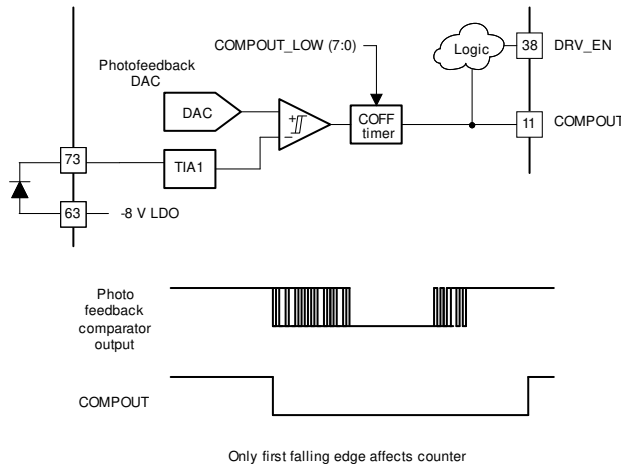 COMPOUT_LOW (7:0)
Logic
38
DRV_EN
Photofeedback
DAC
DAC
+
−
COFF
timer
11
COMPOUT
73
TIA1
63
-8 V LDO
Photo
feedback
comparator
output
COMPOUT
Only first falling edge affects counter